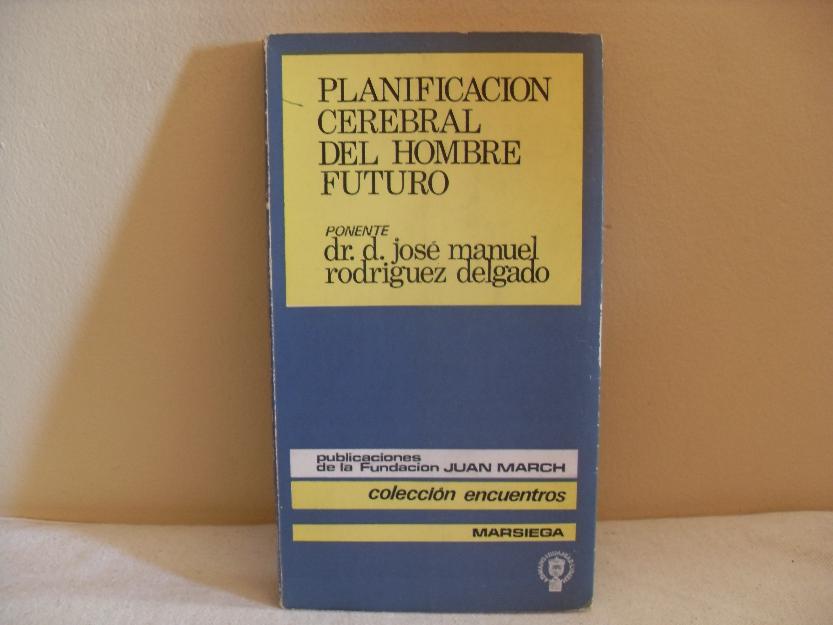 PLANIFICACION
CEREBRAL
DEL HOMBRE
FUTURO
PONENTE
dr. d. josé manuel
rodriguez delgado
publicaciones
de la Fundacion JUAN MARCH
colección encuentros
MARSIEGA